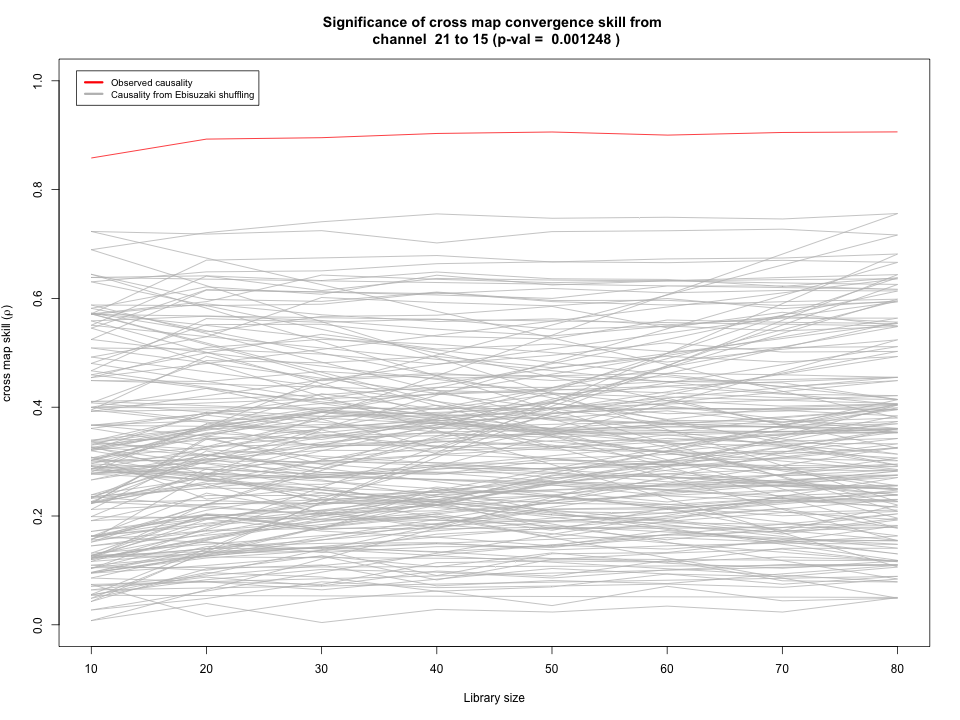 Significance of cross map convergence skill from
channel  21 to 15 (p-val =  0.001248 )
Observed causality
Causality from Ebisuzaki shuffling
cross map skill (ρ)
1.0
0.8
0.6
0.4
0.2
0.0
10 20 30 40 50 60 70 80
Library size